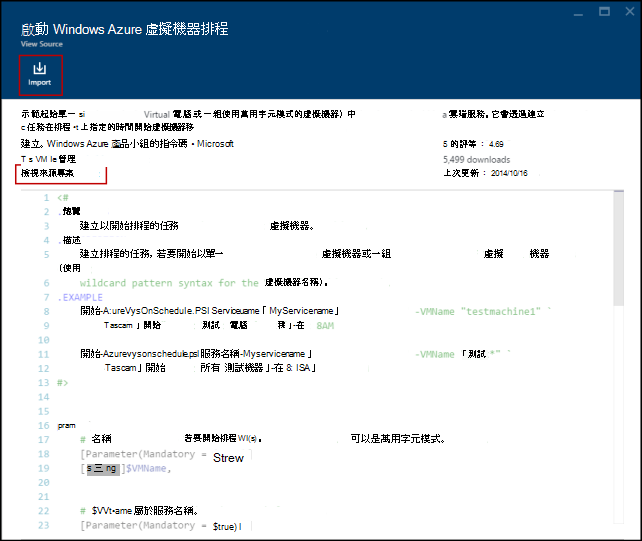 啟動 Windows Azure 虛擬機器排程
View Source
Import
示範起始單一 si Virtual 電腦或一組使用萬用字元模式的虛擬機器) 中 a 雲端服務。它會透過建立
c 任務在排程 •t 上指定的時間開始虛擬機器移
建立。Windows Azure 產品小組的指令碼 • Microsoft 5 的評等: 4.69
T s VM Ie 管理 5,499 downloads
檢視來源專案 上次更新: 2014/10/16
1 <#
2 .總覽
3 建立以開始排程的任務 虛擬機器。
4 .描述
5 建立排程的任務, 若要開始以單一 虛擬機器或一組 虛擬 機器
(使用
6 wildcard pattern syntax for the 虛擬機器名稱)。
7 .EXAMPLE
8 開始-A:ureVysOnSchedule.PSI Serviceuame「MyServicename」 -VMName "testmachine1" `
9 Tascam」開始 測試 電腦 」-在 8AM
10
11 開始-Azurevysonschedule.psl 服務名稱-Myservicename」 -VMName 「測試 *" `
12 Tascam」開始 所有 測試機器」-在 8: ISA」
13 #>
14
15
16 pram
17 # 名稱 若要開始排程 WI(s)。 可以是萬用字元模式。
18 [Parameter(Mandatory = Strew
19 [s 三 ng]$VMName,
20
21
22 # $VVt•ame 屬於服務名稱。
23 [Parameter(Mandatory = $true) I